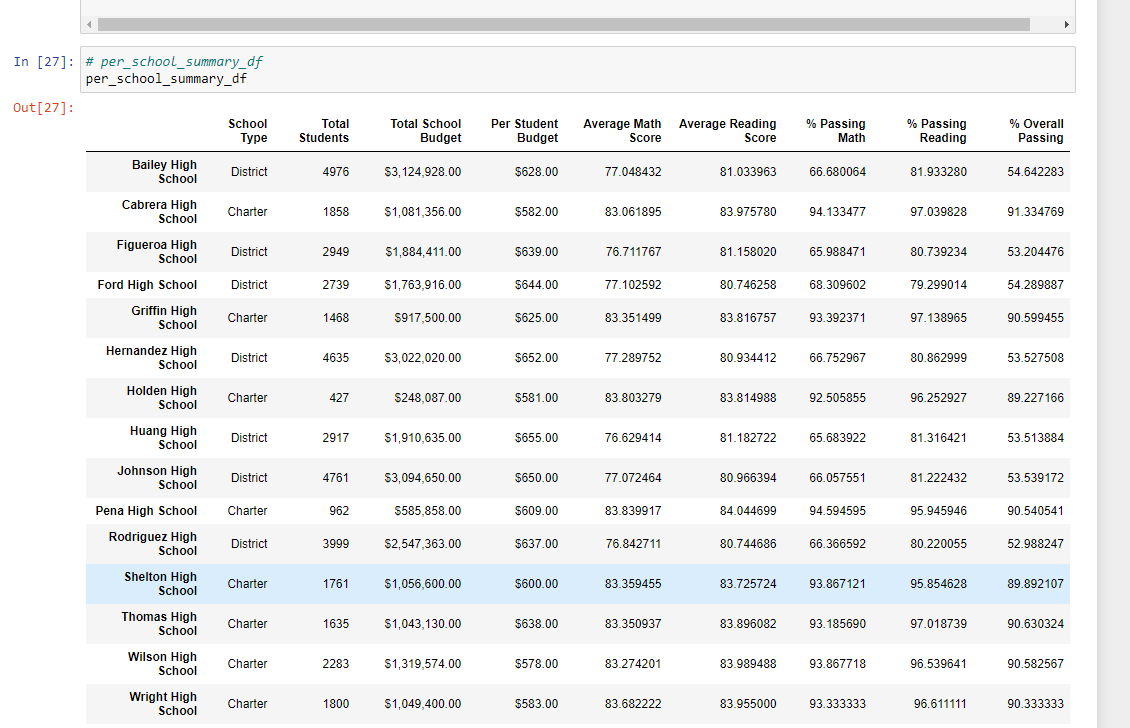 In [27]: # per_school_summary_df
per_school_summary_df
Out[27]:
School Type Total Students Total School Budget Per Student Budget Average Math Score Average Reading Score % Passing Math % Passing Reading % Overall Passing
Bailey High School District 4976 $3,124,928.00 $628.00 77.048432 81.033963 66.680064 81.933280 54.642283
Cabrera High School Charter 1858 $1,081,356.00 $582.00 83.061895 83.975780 94.133477 97.039828 91.334769
Figueroa High School District 2949 $1,884,411.00 $639.00 76.711767 81.158020 65.988471 80.739234 53.204476
Ford High School District 2739 $1,763,916.00 $644.00 77.102592 80.746258 68.309602 79.299014 54.289887
Griffin High School Charter 1468 $917,500.00 $625.00 83.351499 83.816757 93.392371 97.138965 90.599455
Hernandez High School District 4635 $3,022,020.00 $652.00 77.289752 80.934412 66.752967 80.862999 53.527508
Holden High School Charter 427 $248,087.00 $581.00 83.803279 83.814988 92.505855 96.252927 89.227166
Huang High School District 2917 $1,910,635.00 $655.00 76.629414 81.182722 65.683922 81.316421 53.513884
Johnson High School District 4761 $3,094,650.00 $650.00 77.072464 80.966394 66.057551 81.222432 53.539172
Pena High School Charter 962 $585,858.00 $609.00 83.839917 84.044699 94.594595 95.945946 90.540541
Rodriguez High School District 3999 $2,547,363.00 $637.00 76.842711 80.744686 66.366592 80.220055 52.988247
Shelton High School Charter 1761 $1,056,600.00 $600.00 83.359455 83.725724 93.867121 95.854628 89.892107
Thomas High School Charter 1635 $1,043,130.00 $638.00 83.350937 83.896082 93.185690 97.018739 90.630324
Wilson High School Charter 2283 $1,319,574.00 $578.00 83.274201 83.989488 93.867718 96.539641 90.582567
Wright High School Charter 1800 $1,049,400.00 $583.00 83.682222 83.955000 93.333333 96.611111 90.333333